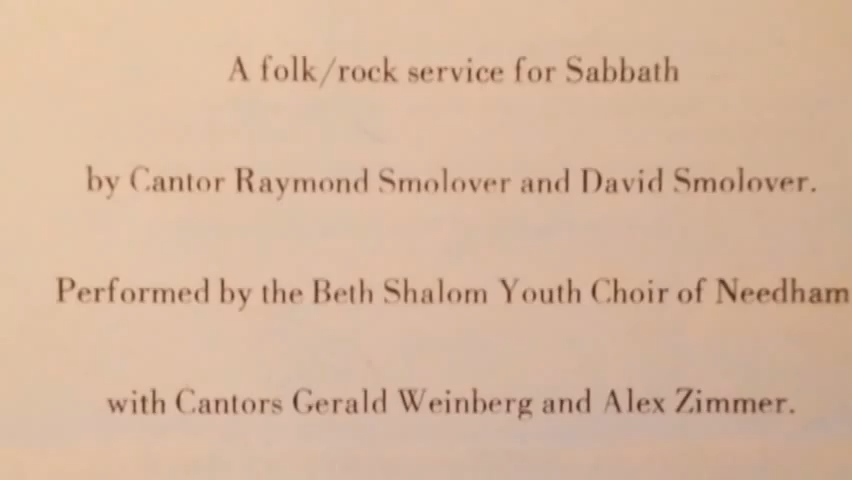 A folk/rock service for Sabbath
by Cantor Raymond Smolover and David Smolover.
Performed by the Beth Shalom Youth Choir of Needham
with Cantors Gerald Weinberg and Alex Zimmer.